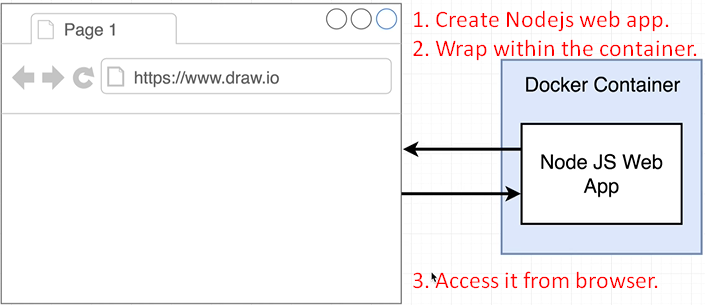 Page 1
https://www.draw.io
1. Create Nodejs web app.
2. Wrap within the container.
Docker Container
Node JS Web
App
3. Access it from browser.